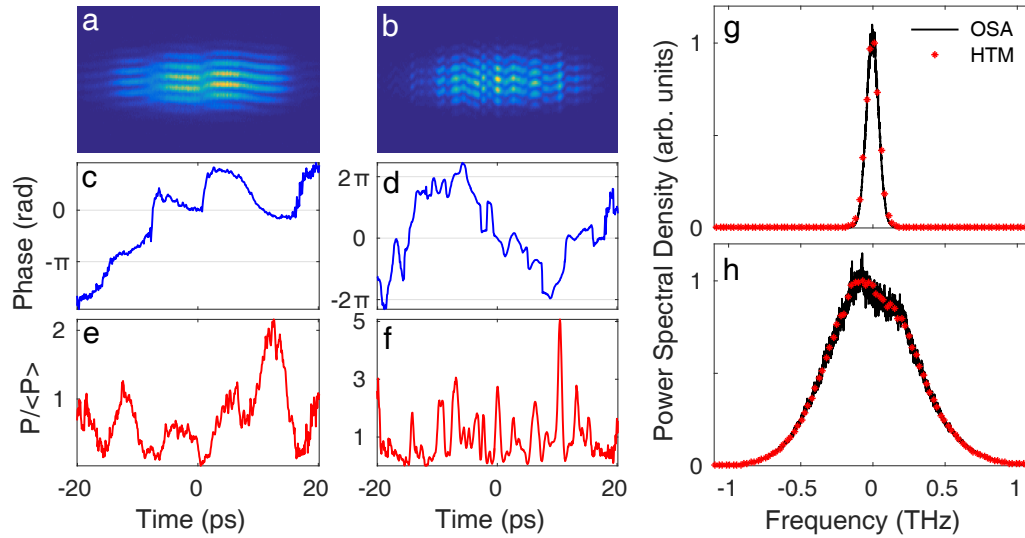 a
b
c
d
Phase (rad)
0
-π
2π
0
-2π
e
f
P/<P>
2
1
5
3
1
-20
0
20
-20
0
20
Time (ps)
Time (ps)
g
OSA
HTM
1
0
h
1
0
Power Spectral Density (arb. units)
-1
-0.5
0
0.5
1
Frequency (THz)